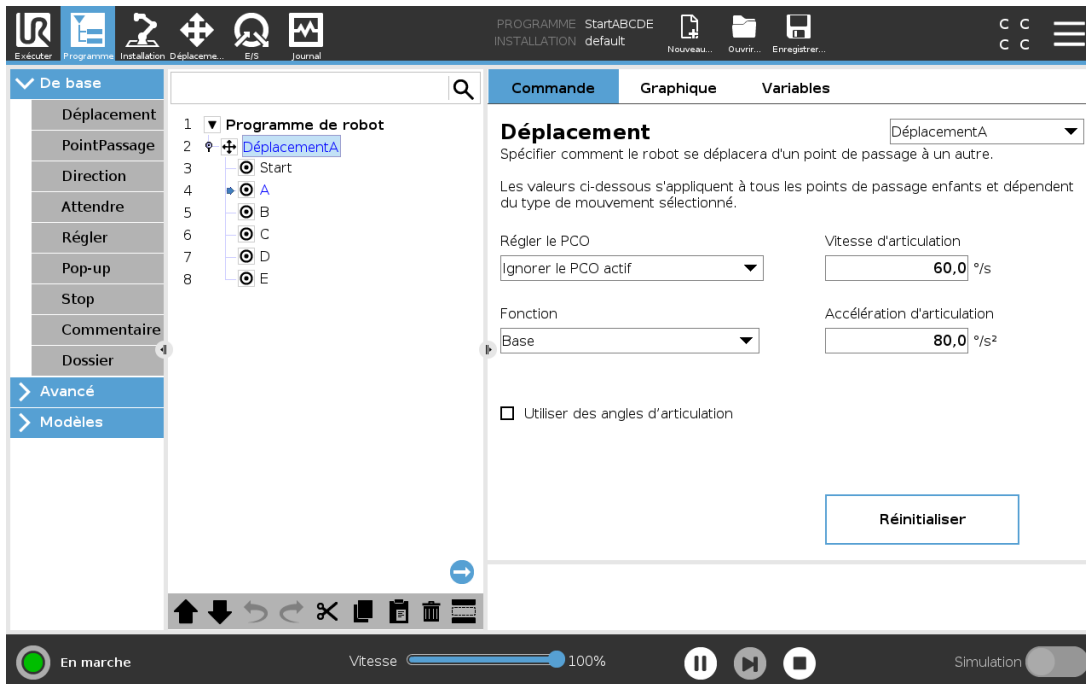 UR
PROGRAMME StartABCDE
INSTALLATION default
C C
C C
Exécuter Programme Installation Déplaceme... E/S Journal Nouveau... Ouvrir... Enregistrer...
De base
Déplacement
PointPassage
Direction
Attendre
Régler
Pop-up
Stop
Commentaire
Dossier
Avancé
Modèles
1 Programme de robot
2 DéplacementA
3 Start
4 A
5 B
6 C
7 D
8 E
Commande Graphique Variables
Déplacement DéplacementA
Spécifier comment le robot se déplacera d'un point de passage à un autre.
Les valeurs ci-dessous s'appliquent à tous les points de passage enfants et dépendent
du type de mouvement sélectionné.
Régler le PCO Vitesse d'articulation
Ignorer le PCO actif 60,0 °/s
Fonction Accélération d'articulation
Base 80,0 °/s²
Utiliser des angles d’articulation
Réinitialiser
En marche Vitesse 100% Simulation